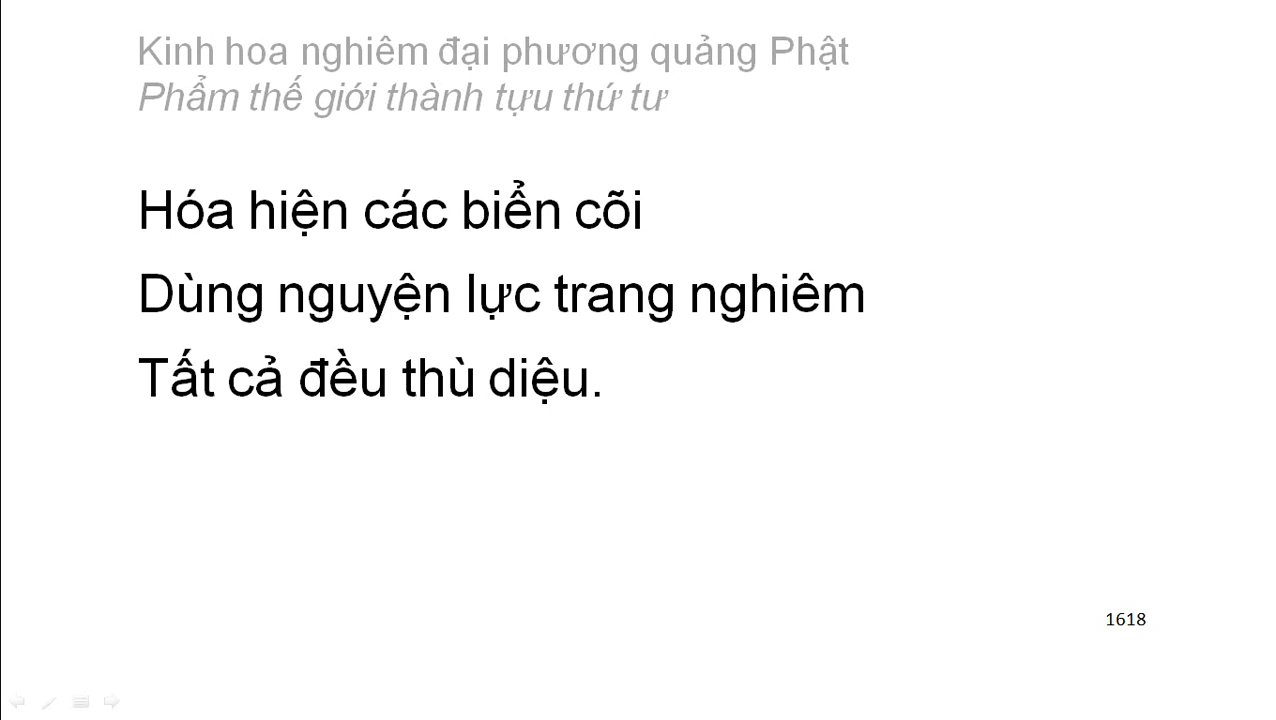 Kinh hoa nghiêm đại phương quảng Phật
Phẩm thế giới thành tựu thứ tư
Hóa hiện các biển cõi
Dùng nguyện lực trang nghiêm
Tất cả đều thù diệu.
1618